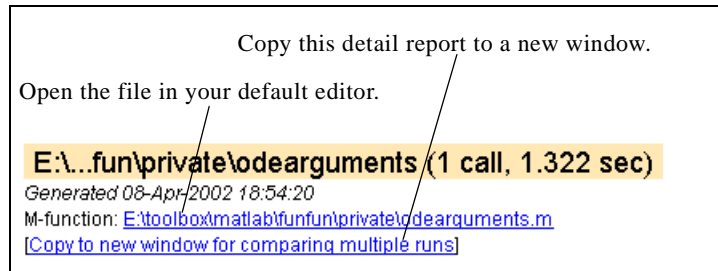 Copy this detail report to a new window.
Open the file in your default editor.
E:\...fun\private\odearguments (1 call, 1.322 sec)
Generated 08-Apr-2002 18:54:20
M-function: E:\toolbox\matlab\funfun\private\odearguments.m
[Copy to new window for comparing multiple runs]